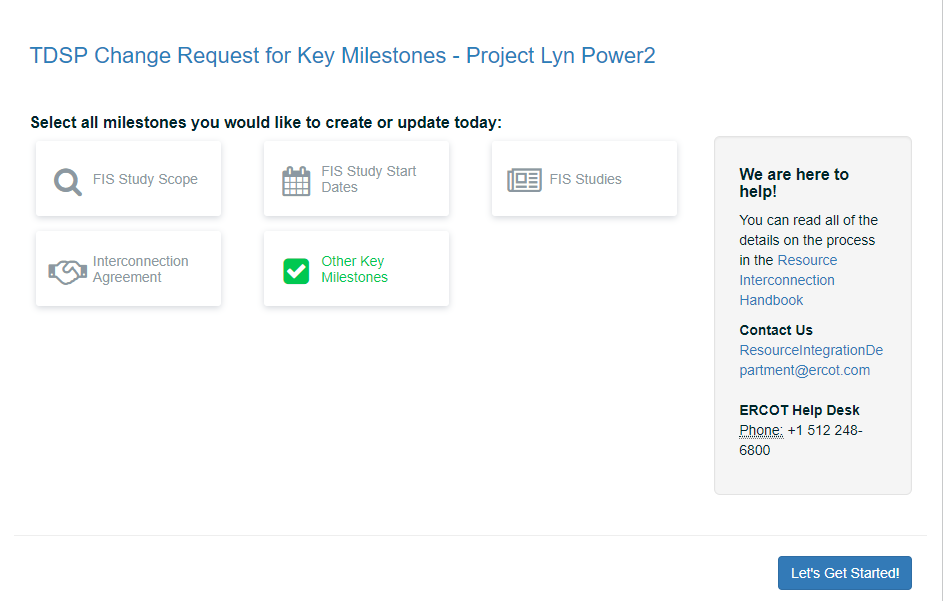 TDSP Change Request for Key Milestones - Project Lyn Power2
Select all milestones you would like to create or update today:
FIS Study Scope
FIS Study Start
Dates
FIS Studies
Interconnection
Agreement
Other Key
Milestones
We are here to
help!
You can read all of the
details on the process
in the Resource
Interconnection
Handbook
Contact Us
ResourceIntegrationDe
partment@ercot.com
ERCOT Help Desk
Phone: +1 512 248-
6800
Let's Get Started!